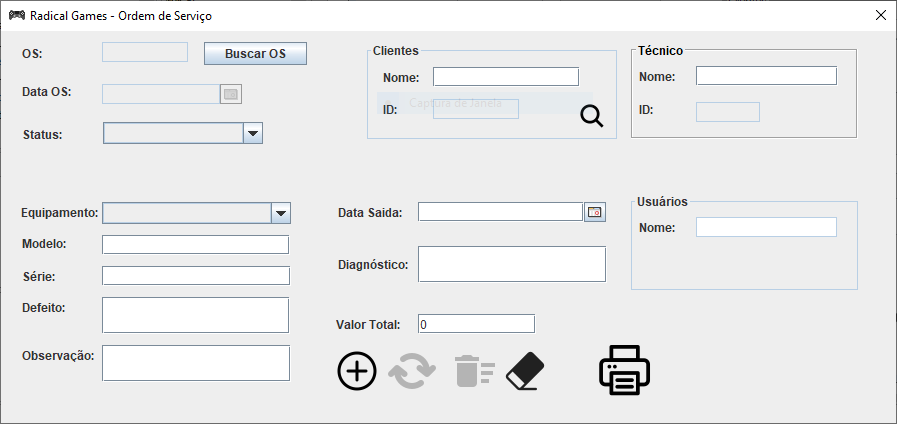 Radical Games - Ordem de Serviço
OS:
Buscar OS
Data OS:
Status:
Clientes
Nome:
Captura de Janela
ID:
Técnico
Nome:
ID:
Equipamento:
Modelo:
Série:
Defeito:
Observação:
Data Saida:
Diagnóstico:
Valor Total: 0
Usuários
Nome: